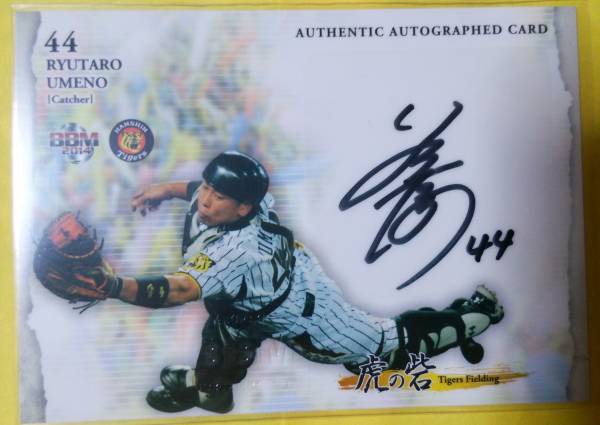 AUTHENTIC AUTOGRAPHED CARD
44
RYUTARO
UMENO
[Catcher]
BBM
2014
HANSHIN
Tigers
44
虎の砦
Tigers Fielding